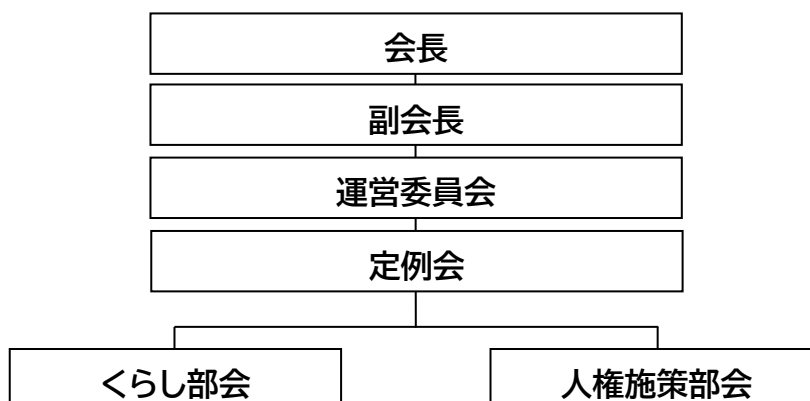 会長
副会長
運営委員会
定例会
くらし部会
人権施策部会